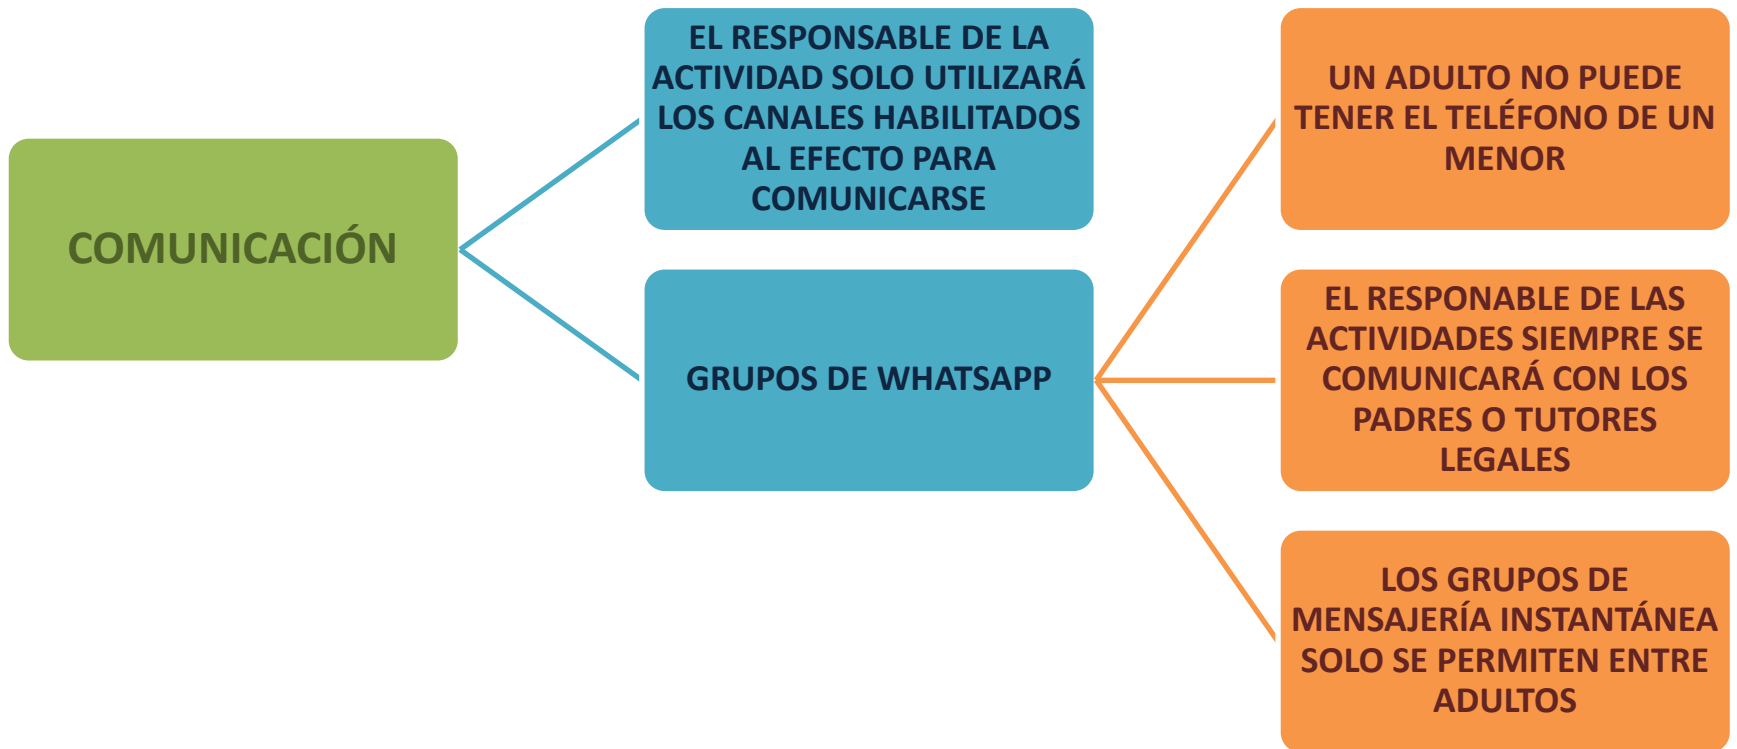 COMUNICACIÓN
EL RESPONSABLE DE LA
ACTIVIDAD SOLO UTILIZARÁ
LOS CANALES HABILITADOS
AL EFECTO PARA
COMUNICARSE
GRUPOS DE WHATSAPP
UN ADULTO NO PUEDE
TENER EL TELÉFONO DE UN
MENOR
EL RESPONABLE DE LAS
ACTIVIDADES SIEMPRE SE
COMUNICARÁ CON LOS
PADRES O TUTORES
LEGALES
LOS GRUPOS DE
MENSAJERÍA INSTANTÁNEA
SOLO SE PERMITEN ENTRE
ADULTOS